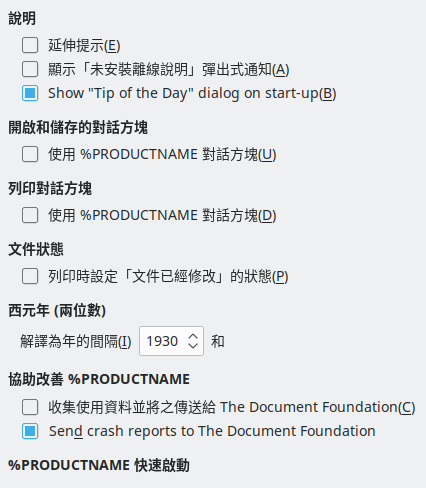 說明
延伸提示(E)
顯示「未安裝離線說明」彈出式通知(A)
Show "Tip of the Day" dialog on start-up(B)
開啟和儲存的對話方塊
使用 %PRODUCTNAME 對話方塊(U)
列印對話方塊
使用 %PRODUCTNAME 對話方塊(D)
文件狀態
列印時設定「文件已經修改」的狀態(P)
西元年 (兩位數)
解譯為年的間隔(I) 1930 和
協助改善 %PRODUCTNAME
收集使用資料並將之傳送給 The Document Foundation(C)
Send crash reports to The Document Foundation
%PRODUCTNAME 快速啟動